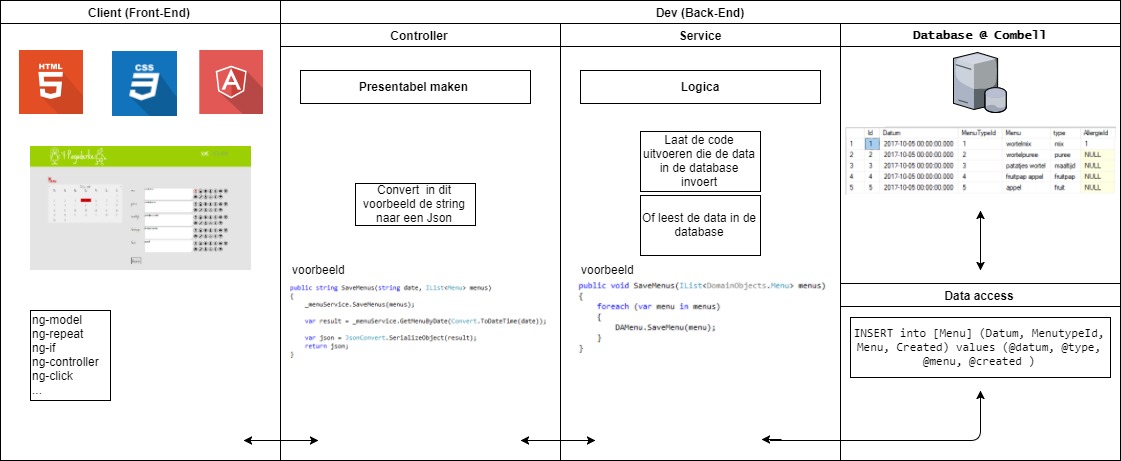 Client (Front-End)
Dev (Back-End)
Controller
Service
Database @ Combell
HTML
CSS
A
Presentabel maken
Logica
Laat de code
uitvoeren die de data
in de database
invoert
Of leest de data in de
database
Convert in dit
voorbeeld de string
naar een Json
Id Datum MenuTypeId Menu type AllergieId
1 1 2017-10-05 00:00:00.000 1 wortelmix mix 1
2 2 2017-10-05 00:00:00.000 2 wortelpuree puree NULL
3 3 2017-10-05 00:00:00.000 3 patatjes wortel maaltijd NULL
4 4 2017-10-05 00:00:00.000 4 fruitpap appel fruitpap NULL
5 5 2017-10-05 00:00:00.000 5 appel fruit NULL
voorbeeld
public string SaveMenus(string date, IList<Menu> menus)
{
_menuService.SaveMenus(menus);
var result = _menuService.GetMenuByDate(Convert.ToDateTime(date));
var json = JsonConvert.SerializeObject(result);
return json;
}
voorbeeld
public void SaveMenus(IList<DomainObjects.Menu> menus)
{
foreach (var menu in menus)
{
DAMenu.SaveMenu(menu);
}
}
Data access
INSERT into [Menu] (Datum, MenutypeId,
Menu, Created) values (@datum, @type,
@menu, @created )
ng-model
ng-repeat
ng-if
ng-controller
ng-click
...